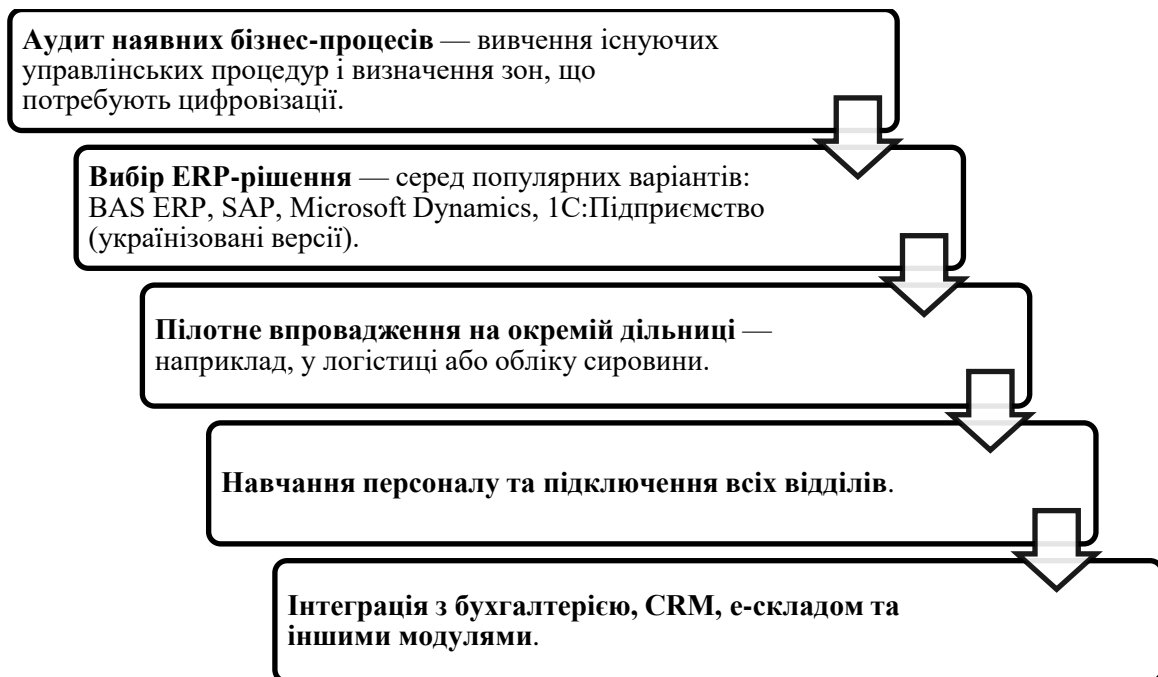 Аудит наявних бізнес-процесів — вивчення існуючих
управлінських процедур і визначення зон, що
потребують цифровізації.
Вибір ERP-рішення — серед популярних варіантів:
BAS ERP, SAP, Microsoft Dynamics, 1С:Підприємство
(українізовані версії).
Пілотне впровадження на окремій дільниці —
наприклад, у логістиці або обліку сировини.
Навчання персоналу та підключення всіх відділів.
Інтеграція з бухгалтерією, CRM, е-складом та
іншими модулями.